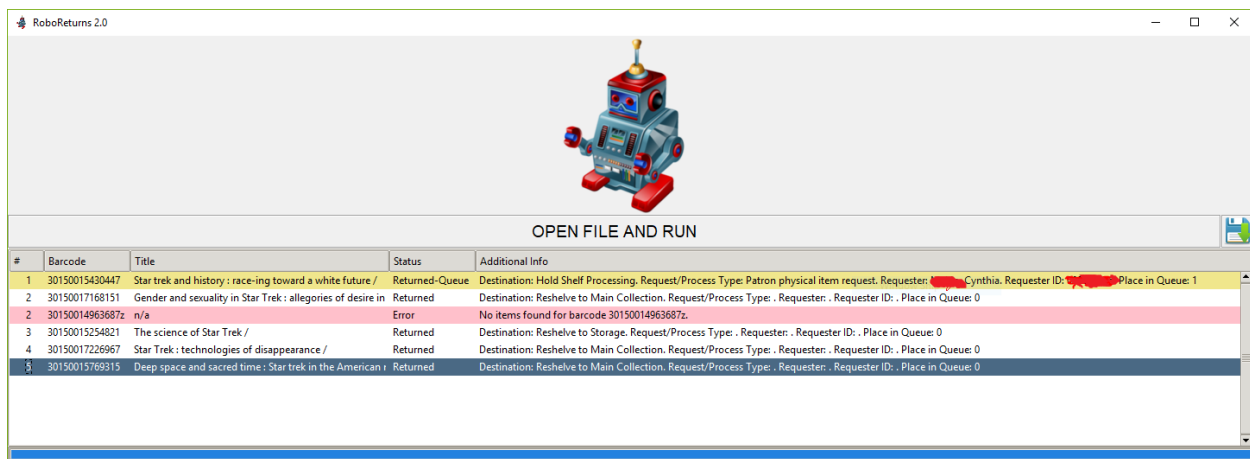 RoboReturns 2.0
OPEN FILE AND RUN
# Barcode Title Status Additional Info
1 30150015430447 Star trek and history : race-ing toward a white future / Returned-Queue Destination: Hold Shelf Processing. Request/Process Type: Patron physical item request. Requester: Cynthia. Requester ID: Place in Queue: 1
2 30150017168151 Gender and sexuality in Star Trek : allegories of desire in Returned Destination: Reshelve to Main Collection. Request/Process Type: . Requester: . Requester ID: . Place in Queue: 0
2 30150014963687z n/a Error No items found for barcode 30150014963687z.
3 30150015254821 The science of Star Trek / Returned Destination: Reshelve to Storage. Request/Process Type: . Requester: . Requester ID: . Place in Queue: 0
4 30150017226967 Star Trek : technologies of disappearance / Returned Destination: Reshelve to Main Collection. Request/Process Type: . Requester: . Requester ID: . Place in Queue: 0
30150015769315 Deep space and sacred time : Star trek in the American Returned Destination: Reshelve to Main Collection. Request/Process Type: . Requester: . Requester ID: . Place in Queue: 0